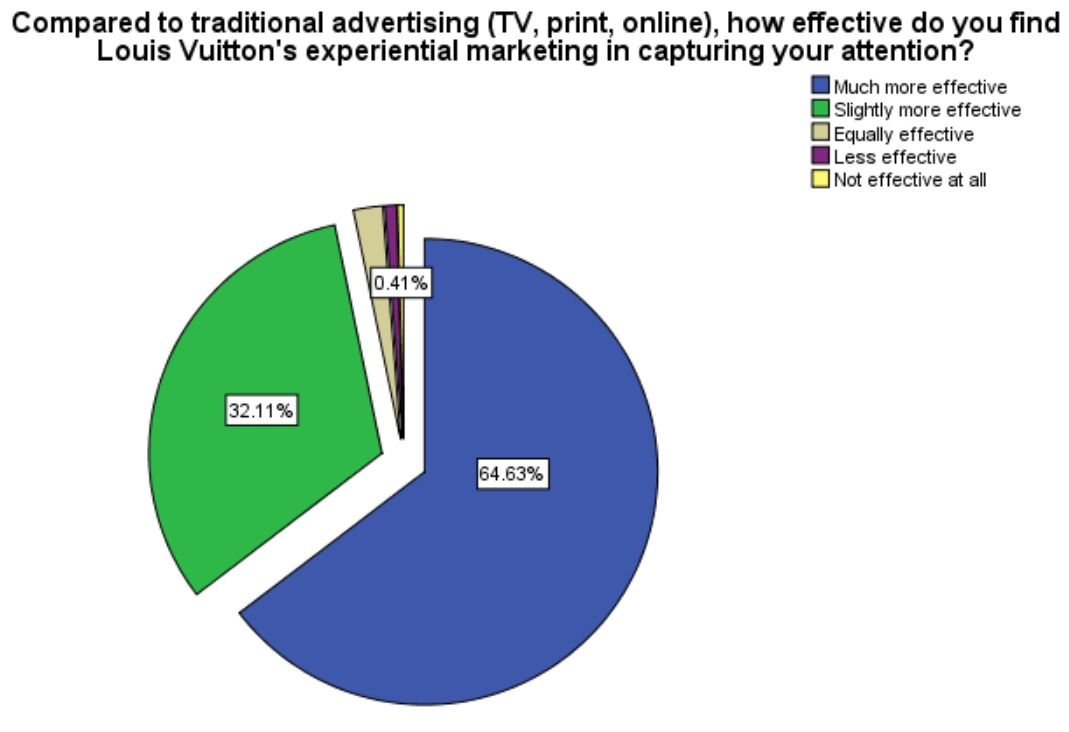 Compared to traditional advertising (TV, print, online), how effective do you find
Louis Vuitton's experiential marketing in capturing your attention?
Much more effective
Slightly more effective
Equally effective
Less effective
Not effective at all
0.41%
32.11%
64.63%